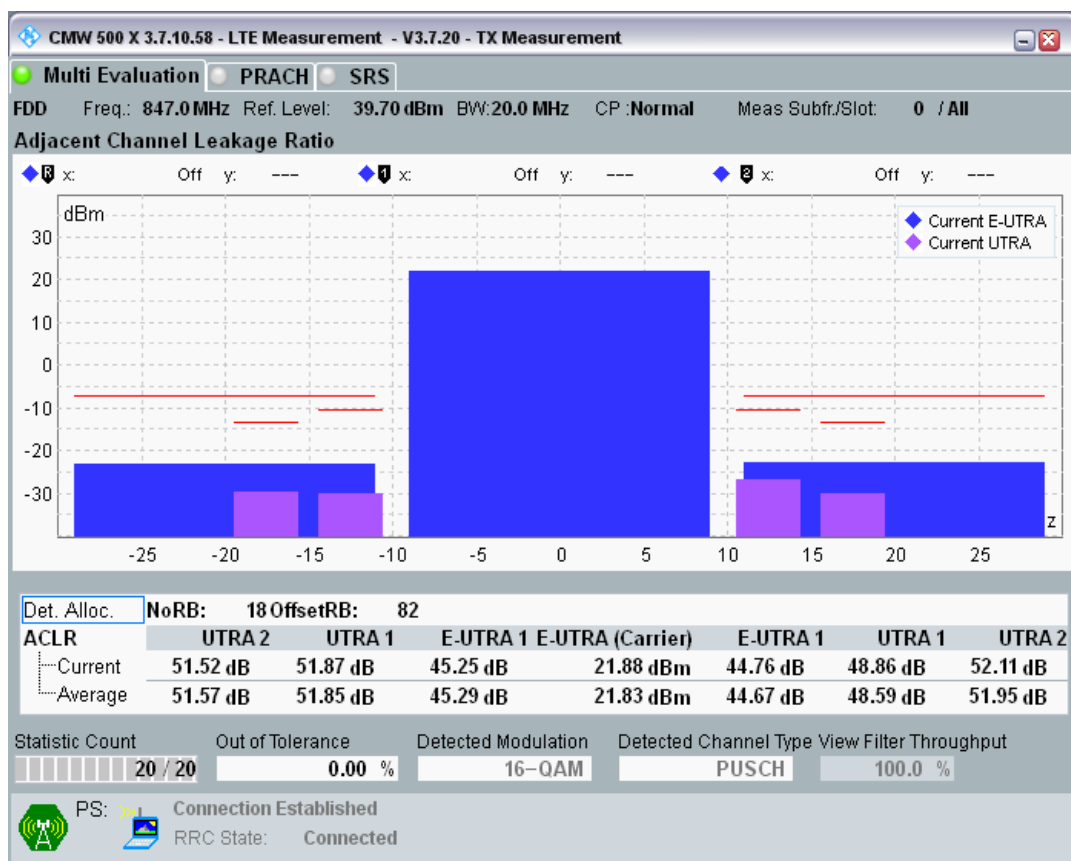 CMW 500 X 3.7.10.58 - LTE Measurement - V3.7.20 - TX Measurement
Multi Evaluation PRACH SRS
FDD Freq.: 847.0 MHz Ref. Level: 39.70 dBm BW:20.0 MHz CP :Normal Meas Subfr./Slot: 0 / All
Adjacent Channel Leakage Ratio
R x: Off y: --- 1 x: Off y: --- 2 x: Off y: ---
dBm
Current E-UTRA
Current UTRA
30
20
10
0
-10
-20
-30
z
-25 -20 -15 -10 -5 0 5 10 15 20 25
Det. Alloc. NoRB: 18 OffsetRB: 82
ACLR UTRA 2 UTRA 1 E-UTRA 1 E-UTRA (Carrier) E-UTRA 1 UTRA 1 UTRA 2
Current 51.52 dB 51.87 dB 45.25 dB 21.88 dBm 44.76 dB 48.86 dB 52.11 dB
Average 51.57 dB 51.85 dB 45.29 dB 21.83 dBm 44.67 dB 48.59 dB 51.95 dB
Statistic Count Out of Tolerance Detected Modulation Detected Channel Type View Filter Throughput
20 / 20 0.00 % 16-QAM PUSCH 100.0 %
PS: Connection Established
RRC State: Connected